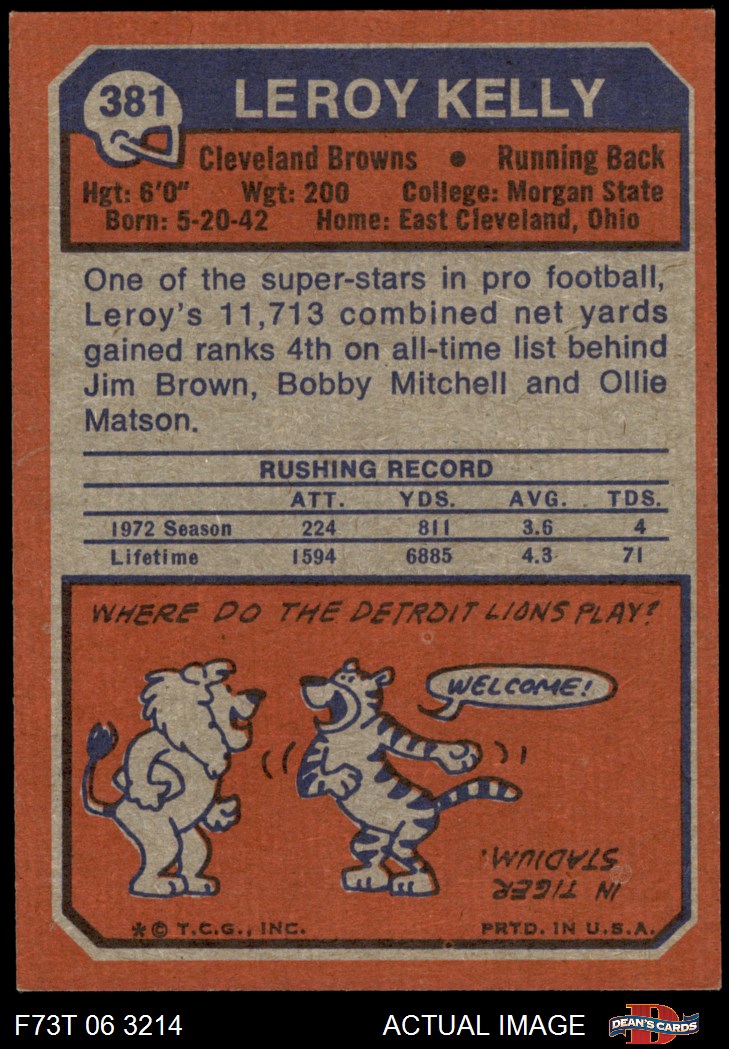 381
LEROY KELLY
Cleveland Browns • Running Back
Hgt: 6'0" Wgt: 200 College: Morgan State
Born: 5-20-42 Home: East Cleveland, Ohio
One of the super-stars in pro football,
Leroy's 11,713 combined net yards
gained ranks 4th on all-time list behind
Jim Brown, Bobby Mitchell and Ollie
Matson.
RUSHING RECORD
ATT. YDS. AVG. TDS.
1972 Season 224 811 3.6 4
Lifetime 1594 6885 4.3 71
WHERE DO THE DETROIT LIONS PLAY?
WELCOME!
IN TIGER
STADIUM!
*© T.C.G., INC. PRTD. IN U.S.A.
F73T 06 3214 ACTUAL IMAGE
D
DEAN'S CARDS